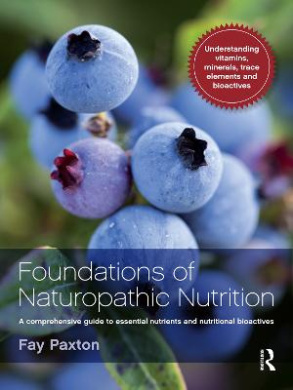 Understanding
vitamins,
minerals, trace
elements and
bioactives
Foundations of
Naturopathic Nutrition
A comprehensive guide to essential nutrients and nutritional bioactives
Fay Paxton